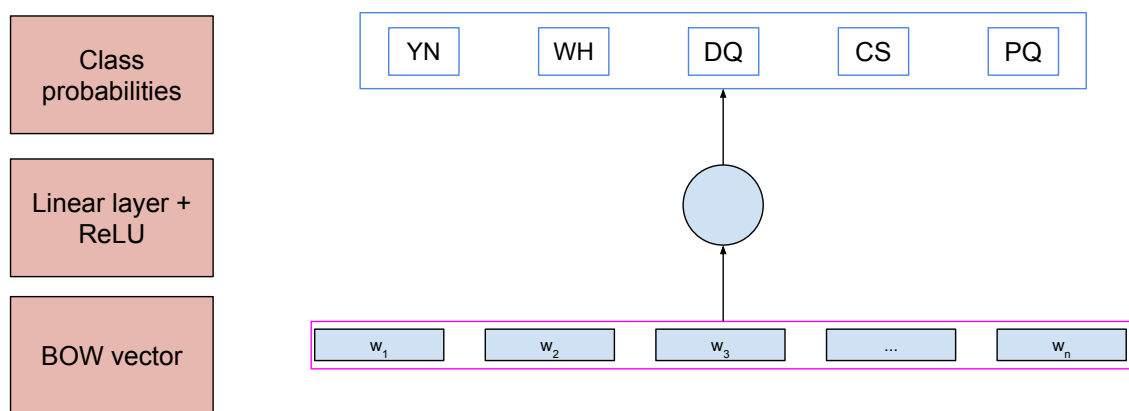 Class
probabilities
YN WH DQ CS PQ
Linear layer +
ReLU
BOW vector
w1 w2 w3 ... wn